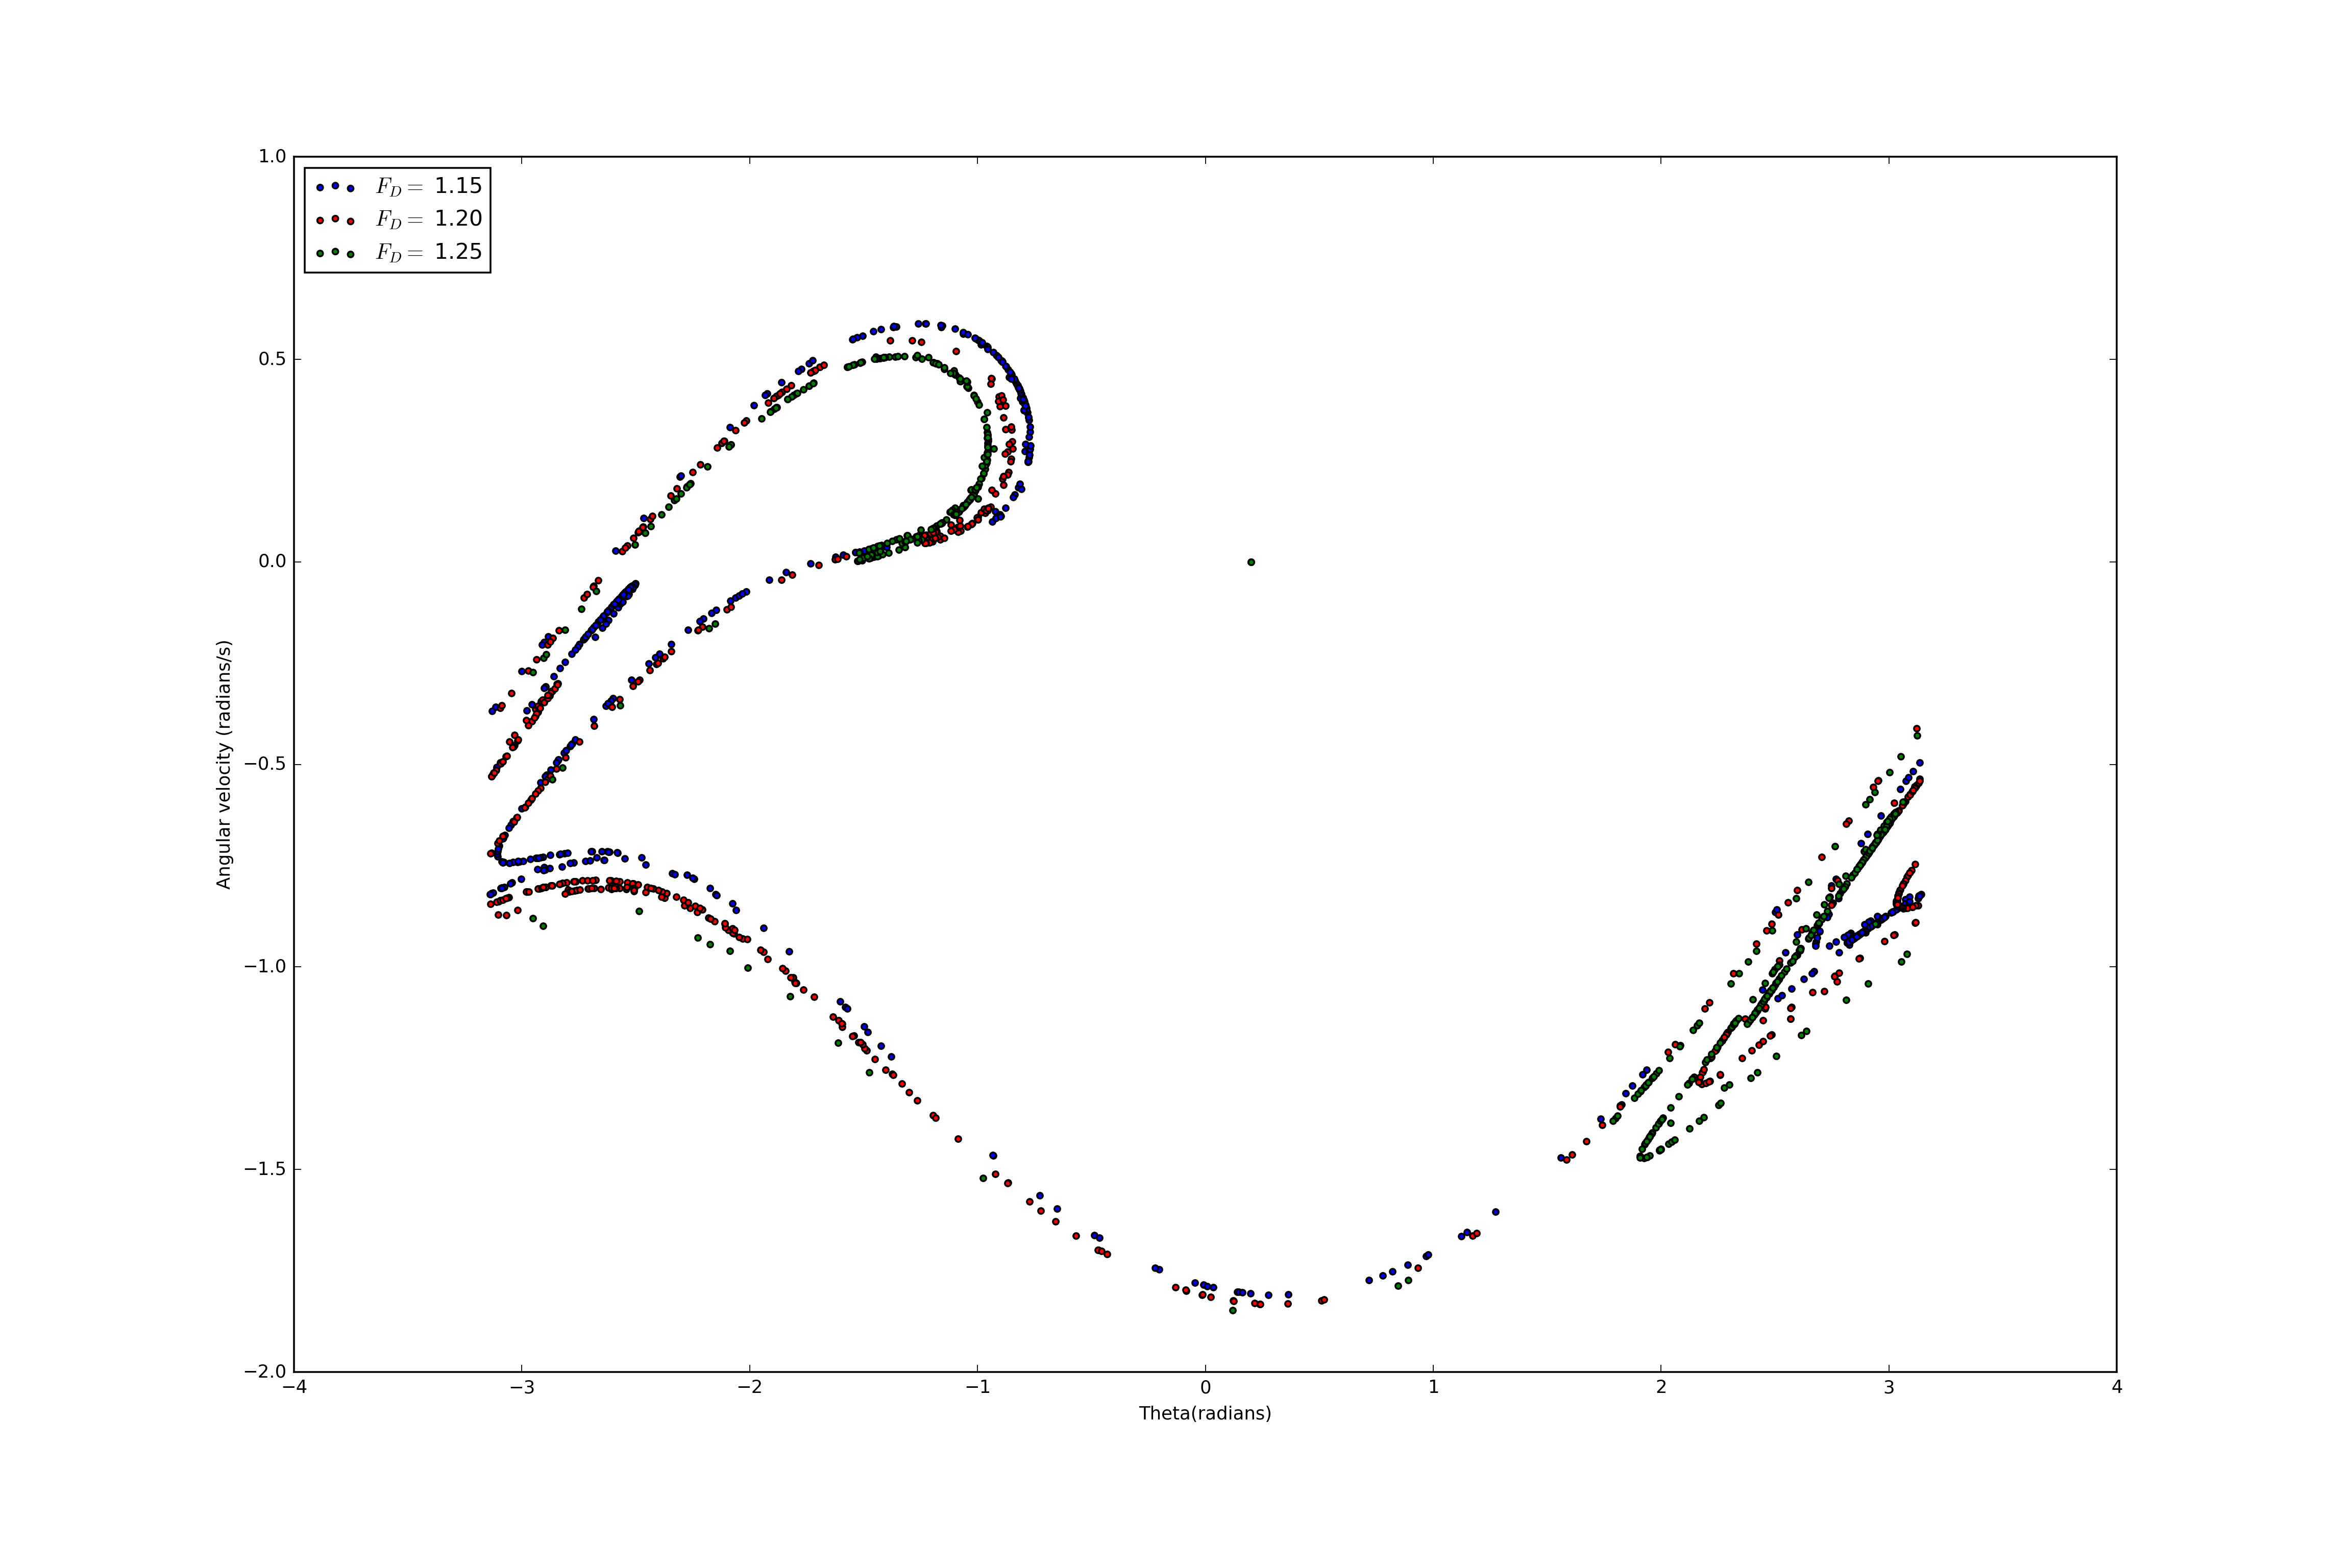 1.0
0.5
0.0
−0.5
−1.0
−1.5
−2.0
Angular velocity (radians/s)
F_D = 1.15
F_D = 1.20
F_D = 1.25
−4 −3 −2 −1 0 1 2 3 4
Theta(radians)